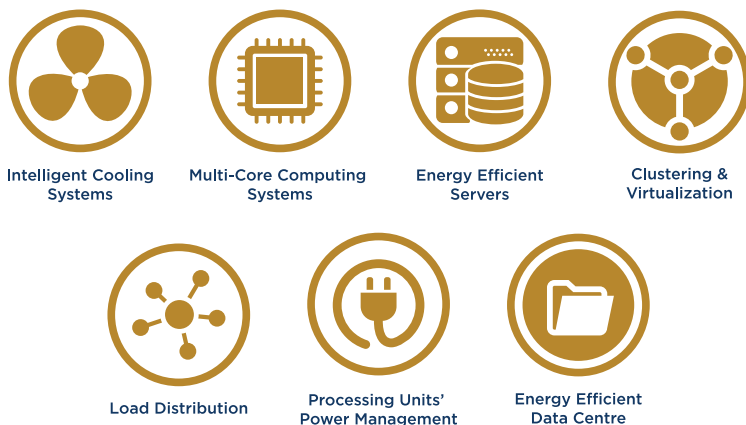 Intelligent Cooling
Systems
Multi-Core Computing
Systems
Energy Efficient
Servers
Clustering &
Virtualization
Load Distribution
Processing Units’
Power Management
Energy Efficient
Data Centre